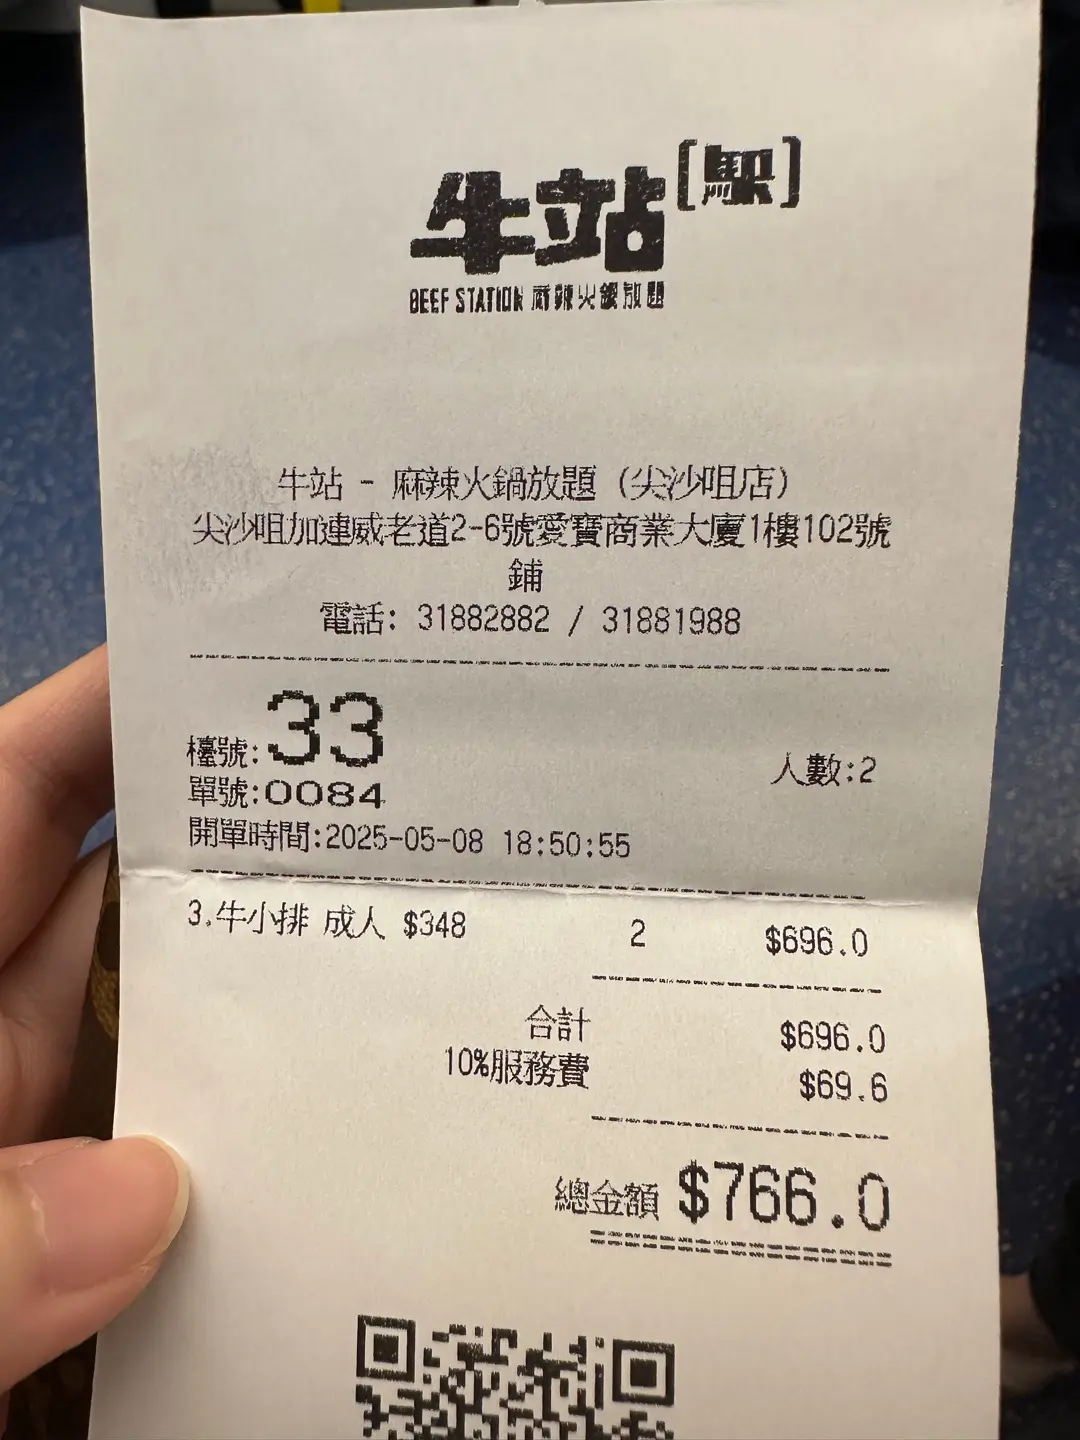 牛站
BEEF STATION 麻辣火鍋放題
牛站 - 麻辣火鍋放題 (尖沙咀店)
尖沙咀加連威老道2-6號愛寶商業大廈1樓102號
鋪
電話: 31882882 / 31881988
檯號:33 人數:2
單號:0084
開單時間:2025-05-08 18:50:55
3.牛小排 成人 $348 2 $696.0
合計 $696.0
10%服務費 $69.6
總金額 $766.0